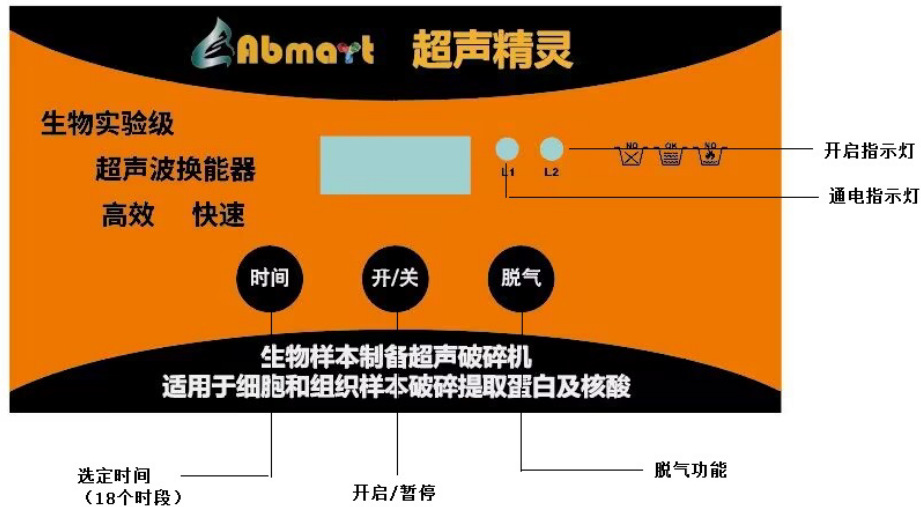 Abmart 超声精灵
生物实验级
超声波换能器
高效 快速
L1 L2
NO OK NO
开启指示灯
通电指示灯
时间 开/关 脱气
生物样本制备超声破碎机
适用于细胞和组织样本破碎提取蛋白及核酸
选定时间
（18个时段）
开启/暂停
脱气功能